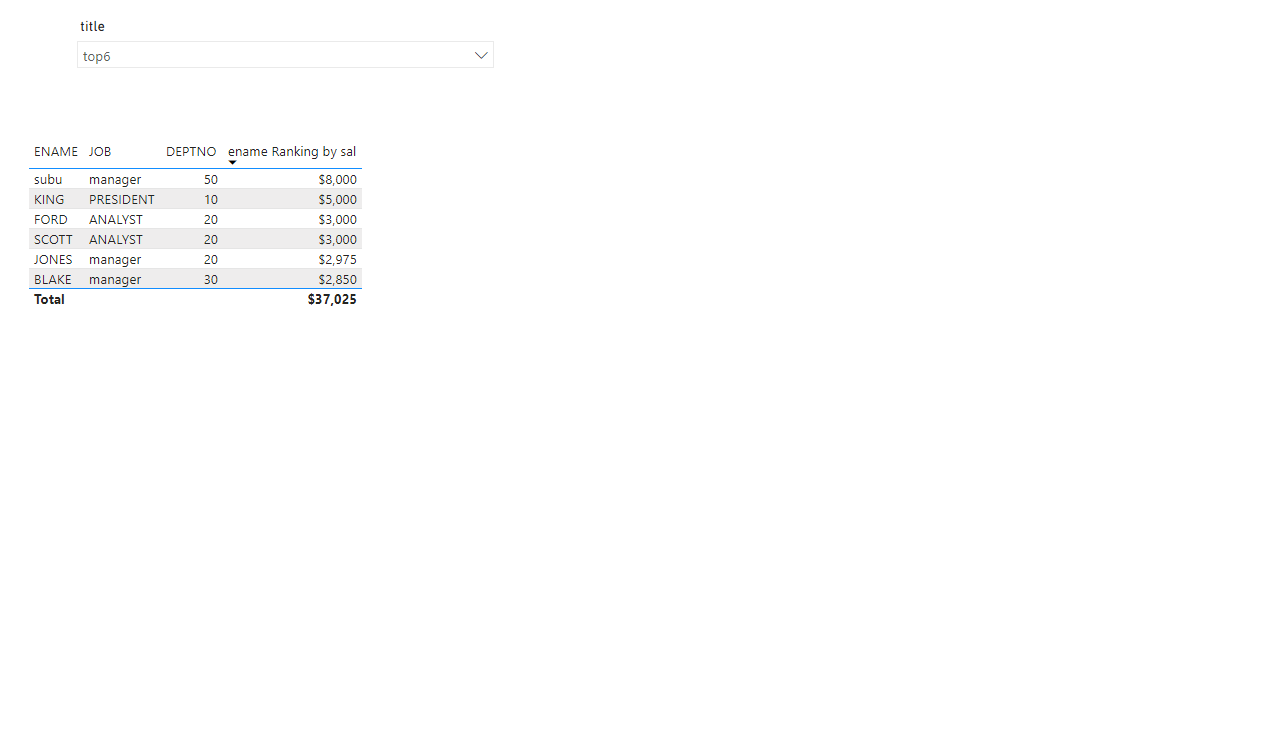 title
top6
ENAME JOB DEPTNO ename Ranking by sal
subu manager 50 $8,000
KING PRESIDENT 10 $5,000
FORD ANALYST 20 $3,000
SCOTT ANALYST 20 $3,000
JONES manager 20 $2,975
BLAKE manager 30 $2,850
Total $37,025